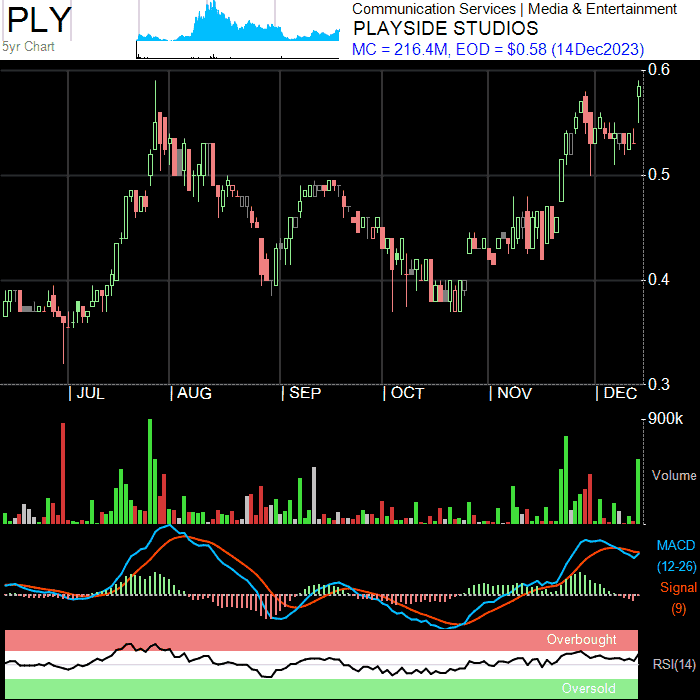 PLY
5yr Chart
Communication Services | Media & Entertainment
PLAYSIDE STUDIOS
MC = 216.4M, EOD = $0.58 (14Dec2023)
0.6
0.5
0.4
0.3
| JUL | AUG | SEP | OCT | NOV | DEC
900k
Volume
MACD
(12-26)
Signal
(9)
Overbought
RSI(14)
Oversold